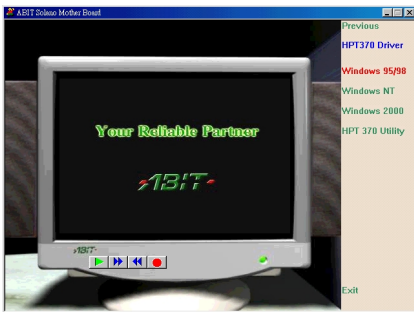 ABIT Solano Mother Board
Previous
HPT370 Driver
Windows 95/98
Windows NT
Windows 2000
HPT 370 Utility
Your Reliable Partner
ABIT
ABIT
Exit